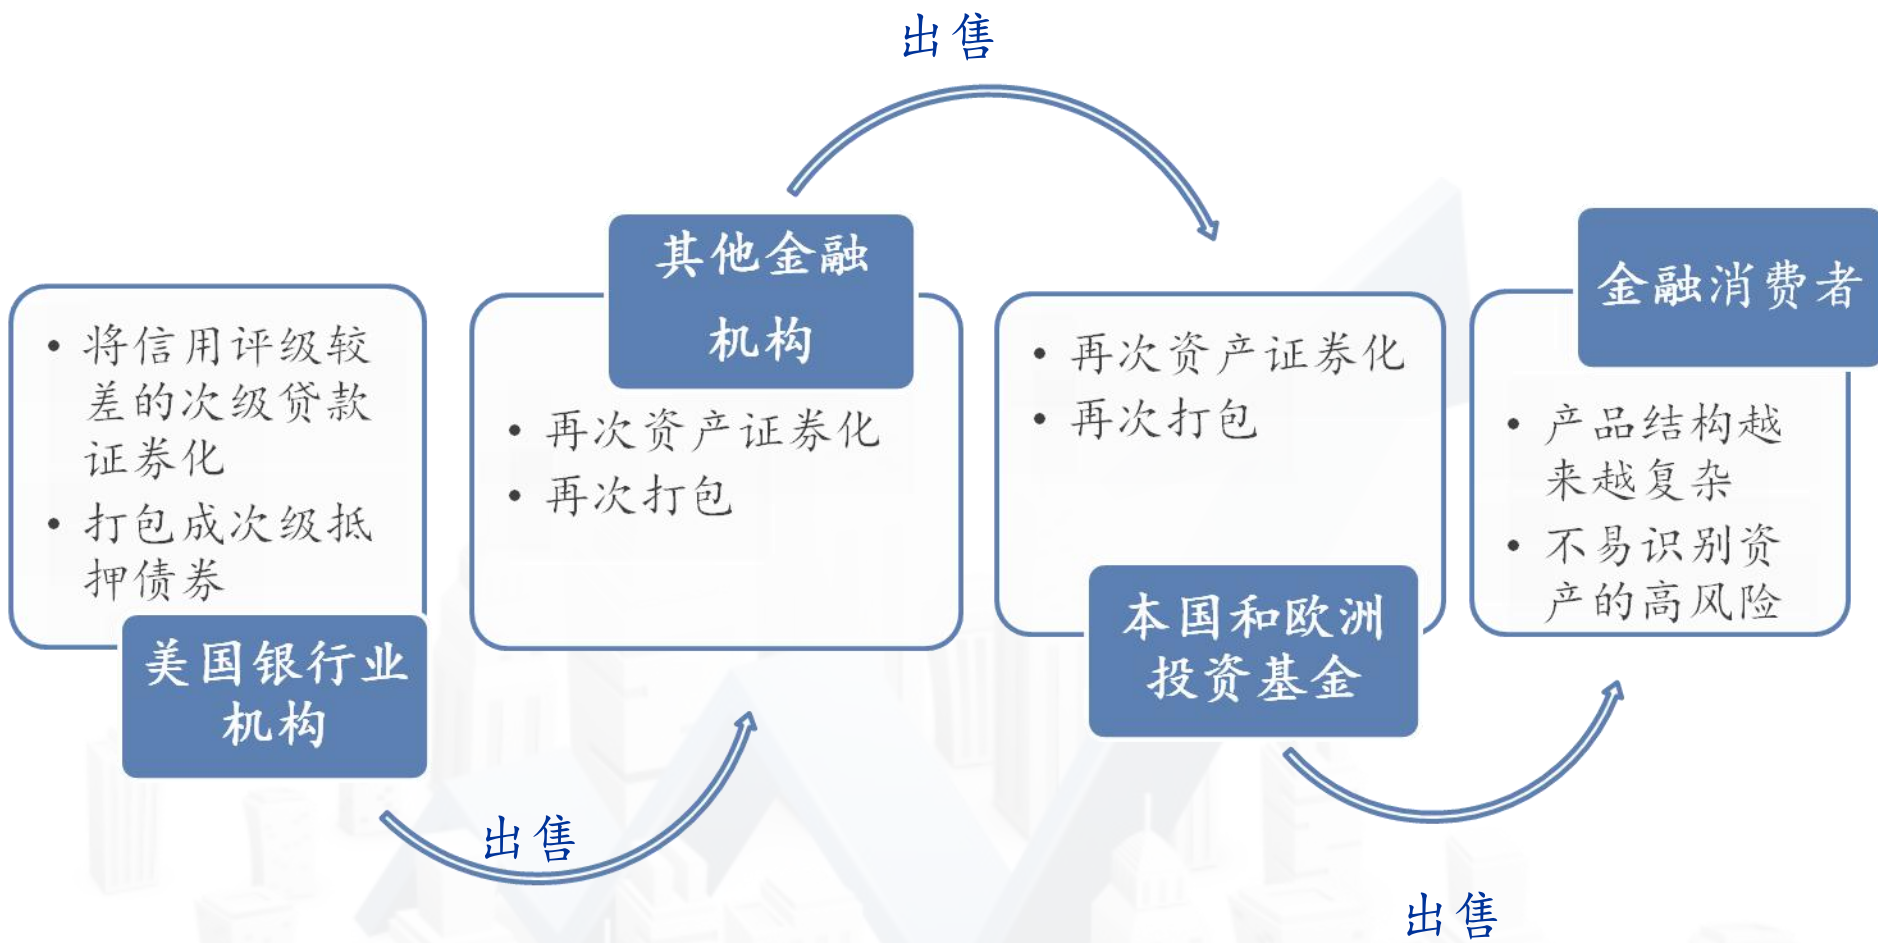 出售
• 将信用评级较
差的次级贷款
证券化
• 打包成次级抵
押债券
美国银行业
机构
出售
其他金融
机构
• 再次资产证券化
• 再次打包
• 再次资产证券化
• 再次打包
本国和欧洲
投资基金
出售
金融消费者
• 产品结构越
来越复杂
• 不易识别资
产的高风险